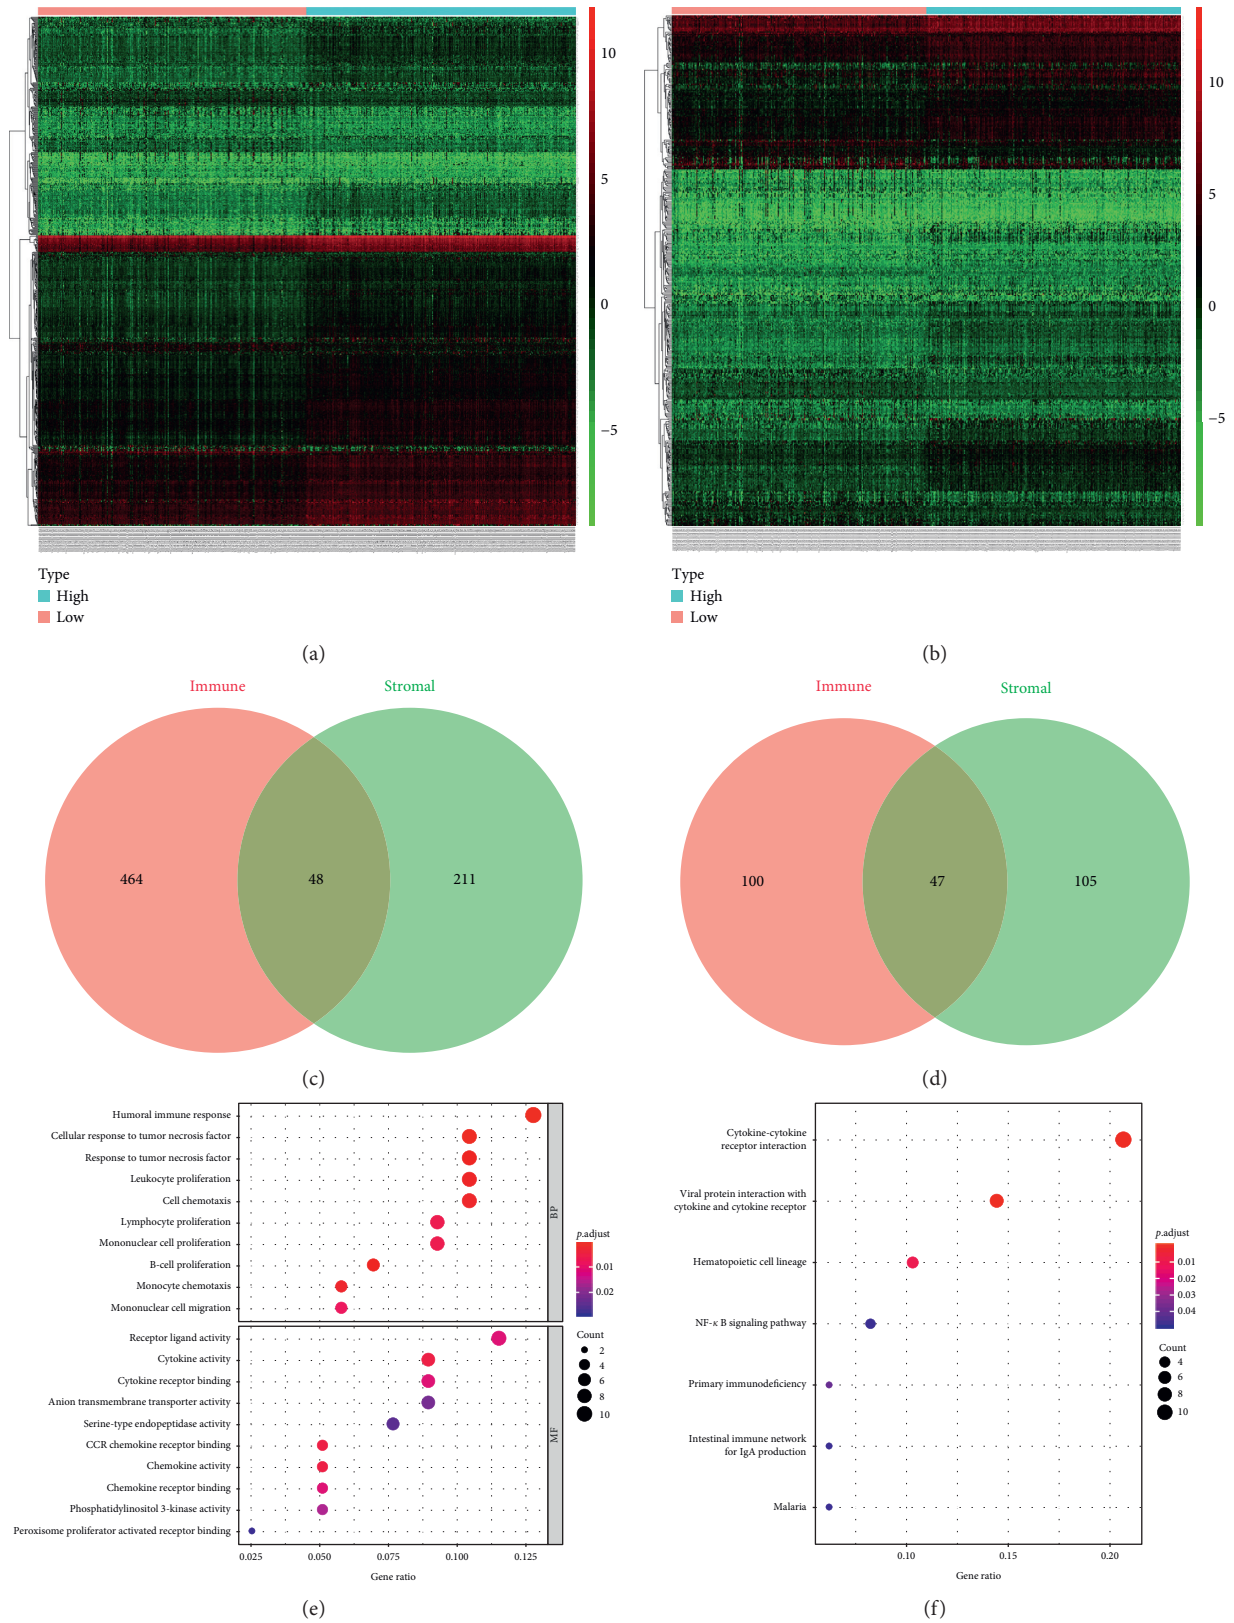 10
5
0
−5
Type
High
Low
(a)
10
5
0
−5
Type
High
Low
(b)
Immune
Stromal
464
48
211
(c)
Immune
Stromal
100
47
105
(d)
Humoral immune response
Cellular response to tumor necrosis factor
Response to tumor necrosis factor
Leukocyte proliferation
Cell chemotaxis
Lymphocyte proliferation
Mononuclear cell proliferation
B-cell proliferation
Monocyte chemotaxis
Mononuclear cell migration
BP
Receptor ligand activity
Cytokine activity
Cytokine receptor binding
Anion transmembrane transporter activity
Serine-type endopeptidase activity
CCR chemokine receptor binding
Chemokine activity
Chemokine receptor binding
Phosphatidylinositol 3-kinase activity
Peroxisome proliferator activated receptor binding
MF
0.025 0.050 0.075 0.100 0.125
Gene ratio
p.adjust
0.01
0.02
Count
2
4
6
8
10
(e)
Cytokine-cytokine
receptor interaction
Viral protein interaction with
cytokine and cytokine receptor
Hematopoietic cell lineage
NF-κ B signaling pathway
Primary immunodeficiency
Intestinal immune network
for IgA production
Malaria
0.10 0.15 0.20
Gene ratio
p.adjust
0.01
0.02
0.03
0.04
Count
4
6
8
10
(f)